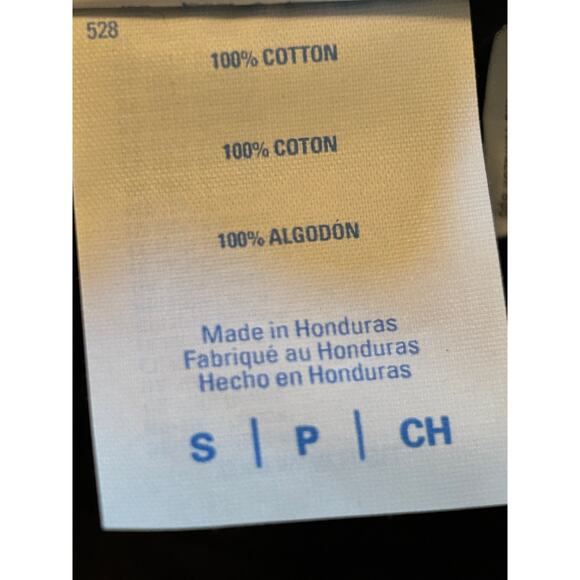 528
100% COTTON
100% COTON
100% ALGODÓN
Made in Honduras
Fabriqué au Honduras
Hecho en Honduras
S | P | CH